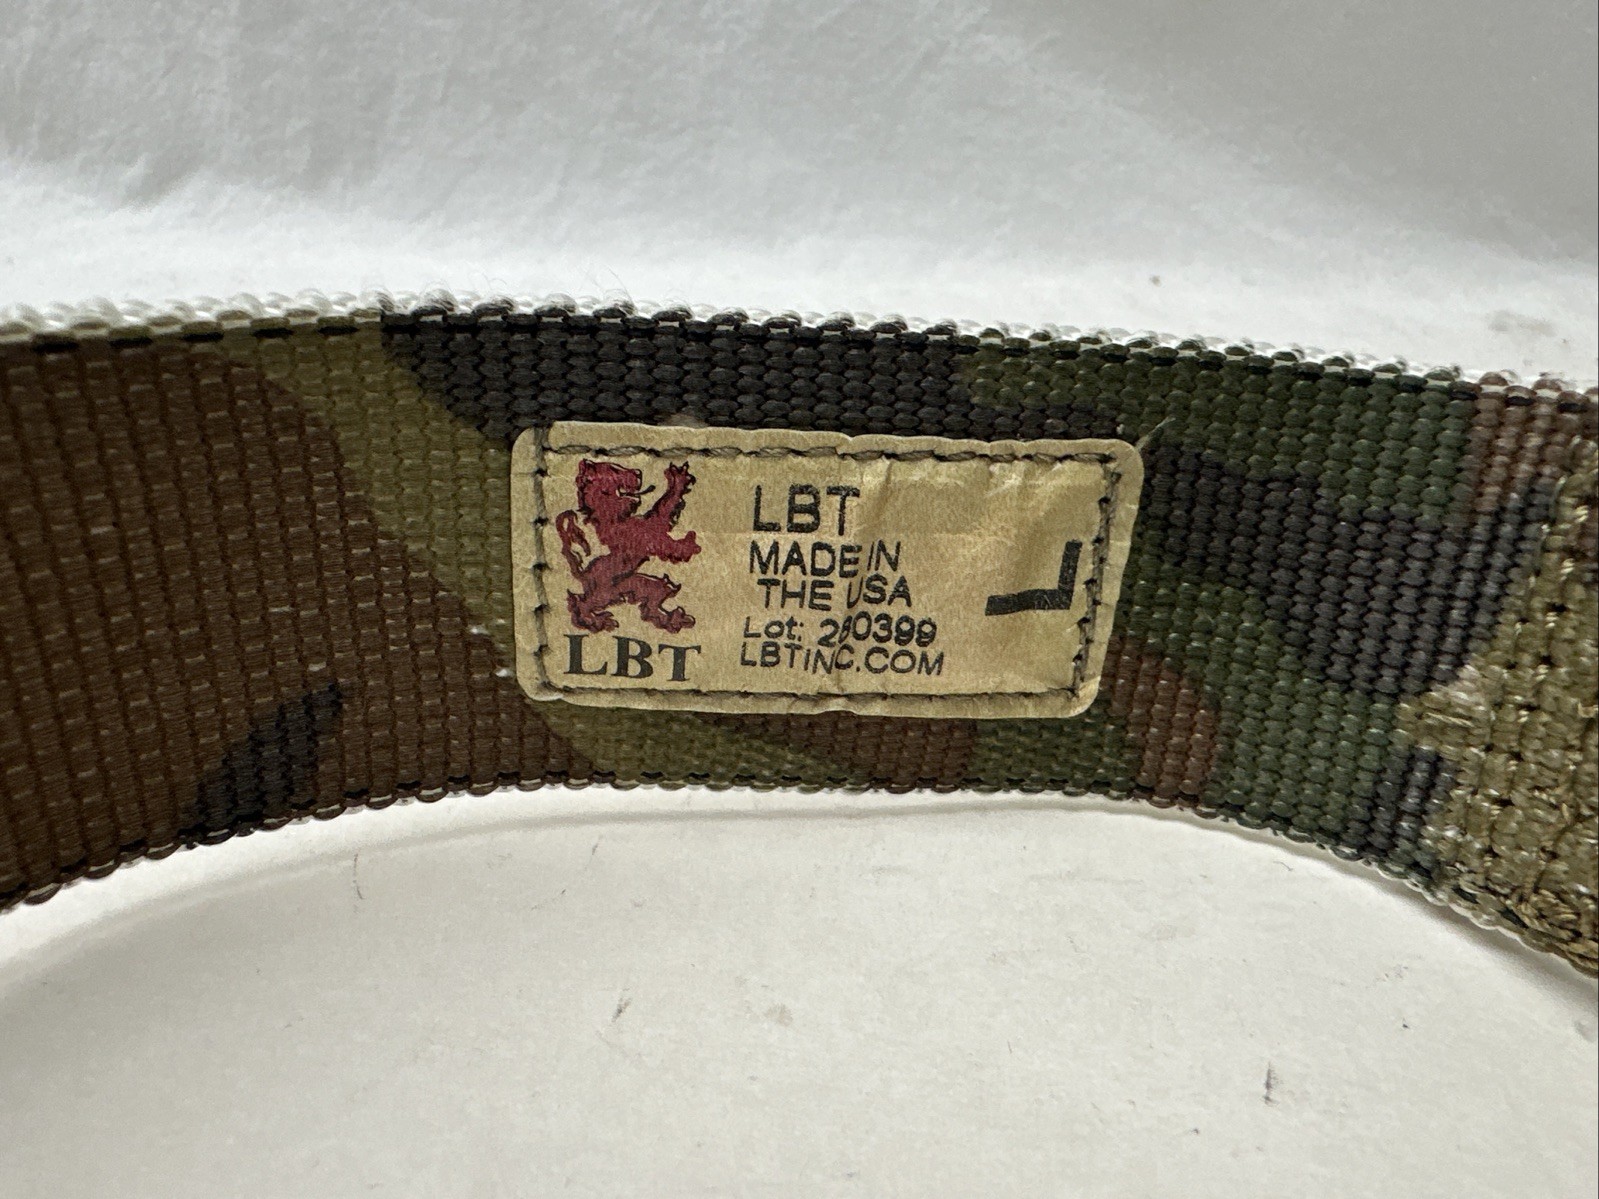 LBT
LBT
MADE IN
THE USA
Lot: 280399
LBTINC.COM
L